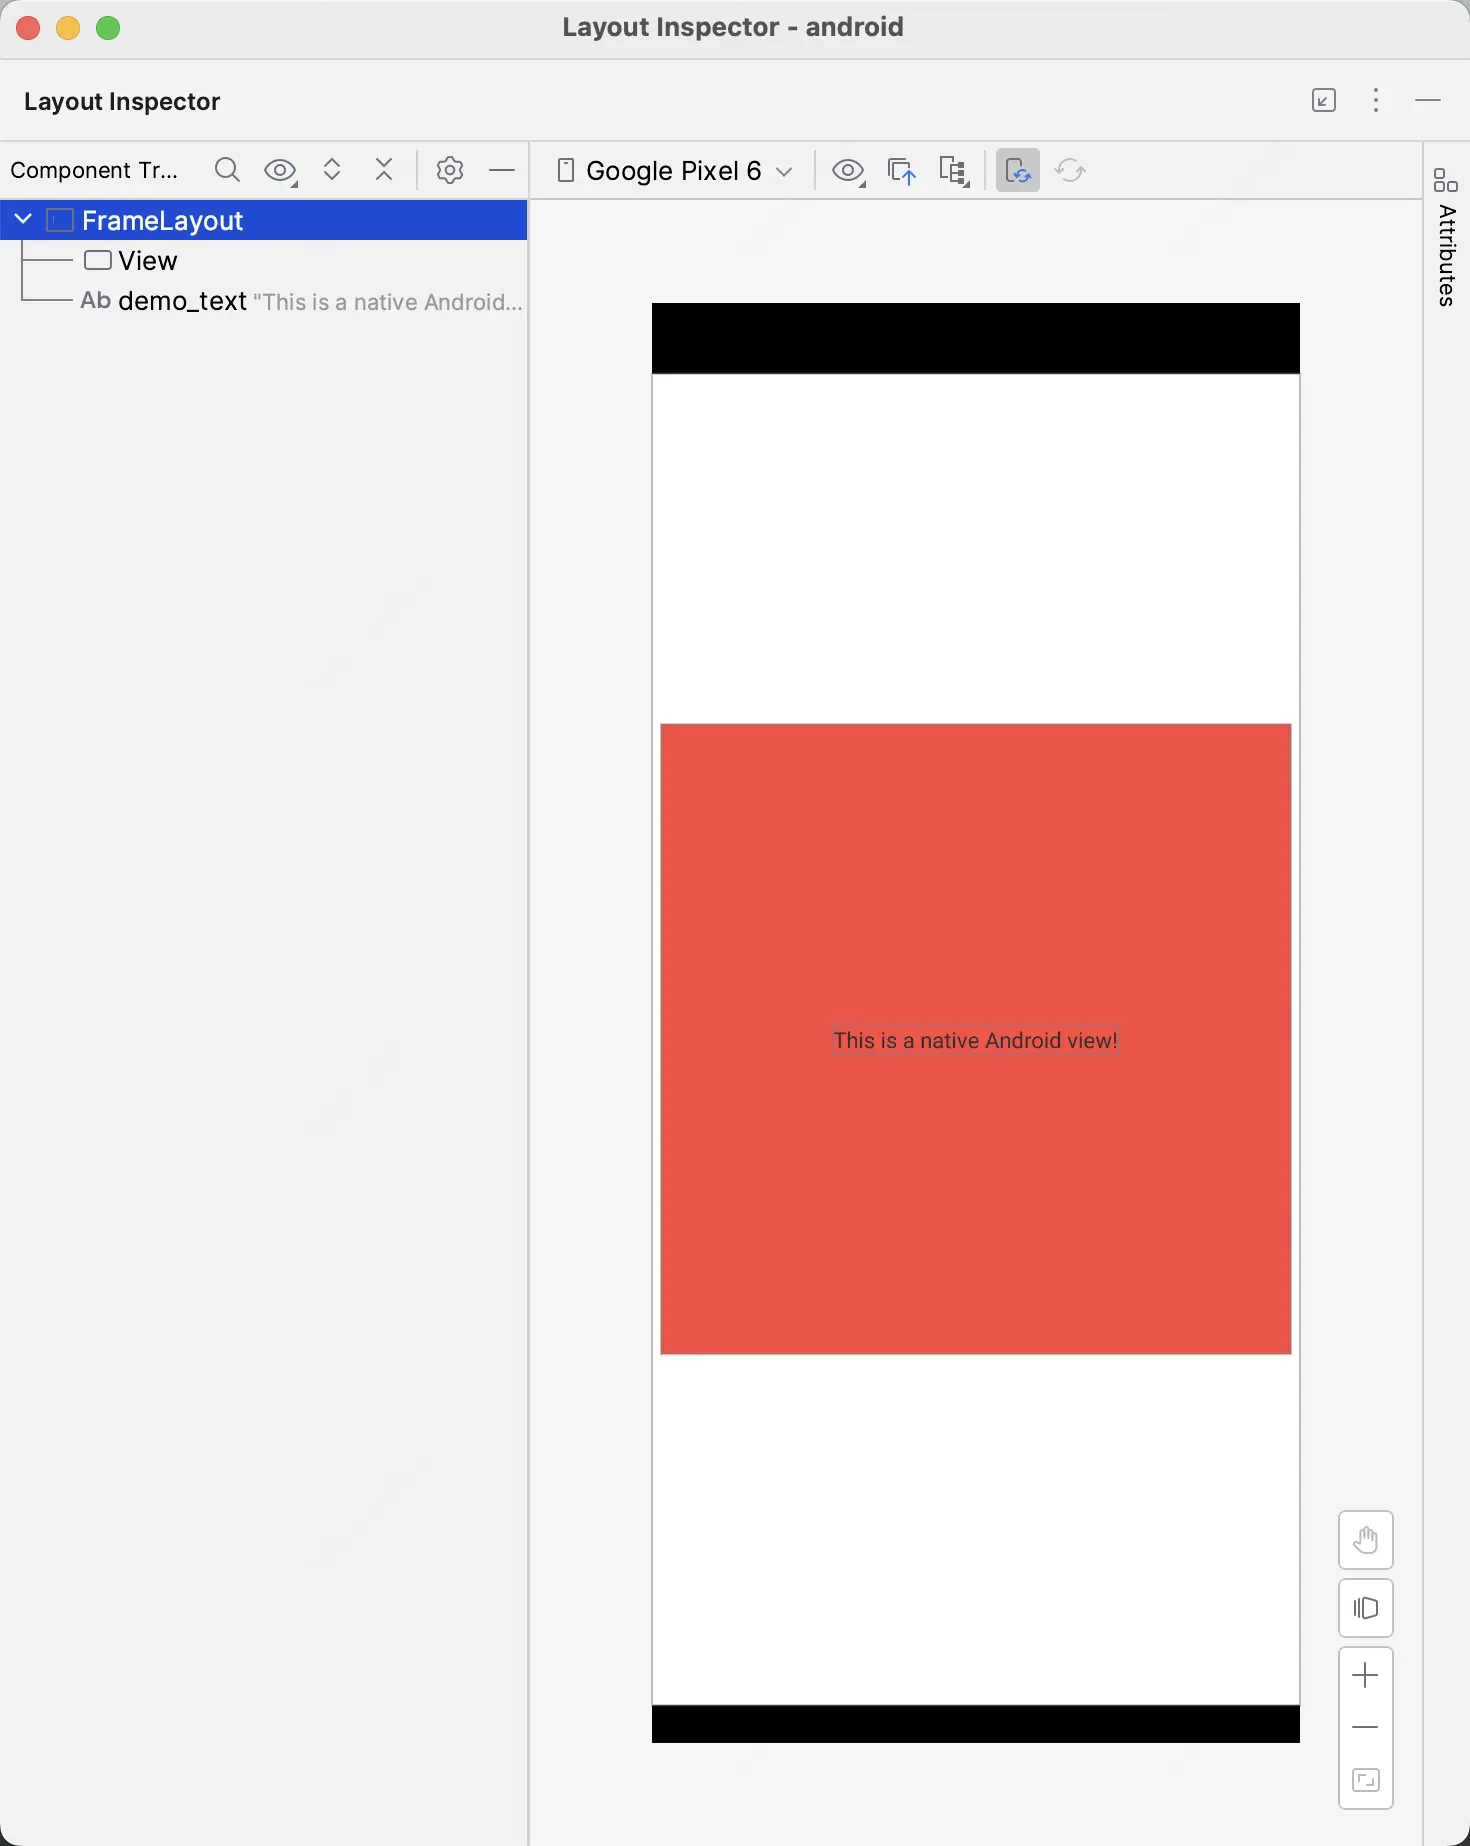 Layout Inspector - android
Layout Inspector
Component Tr...
Google Pixel 6
FrameLayout
View
Ab demo_text "This is a native Android...
Attributes
This is a native Android view!